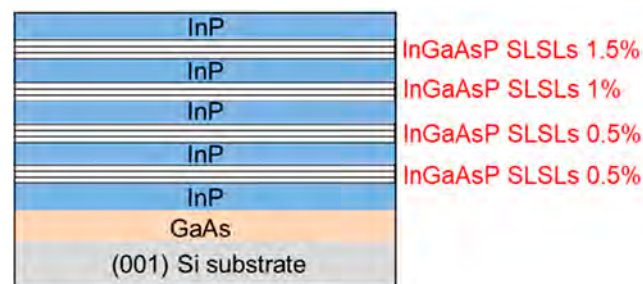 InP
InGaAsP SLSLs 1.5%
InP
InGaAsP SLSLs 1%
InP
InGaAsP SLSLs 0.5%
InP
InGaAsP SLSLs 0.5%
InP
GaAs
(001) Si substrate